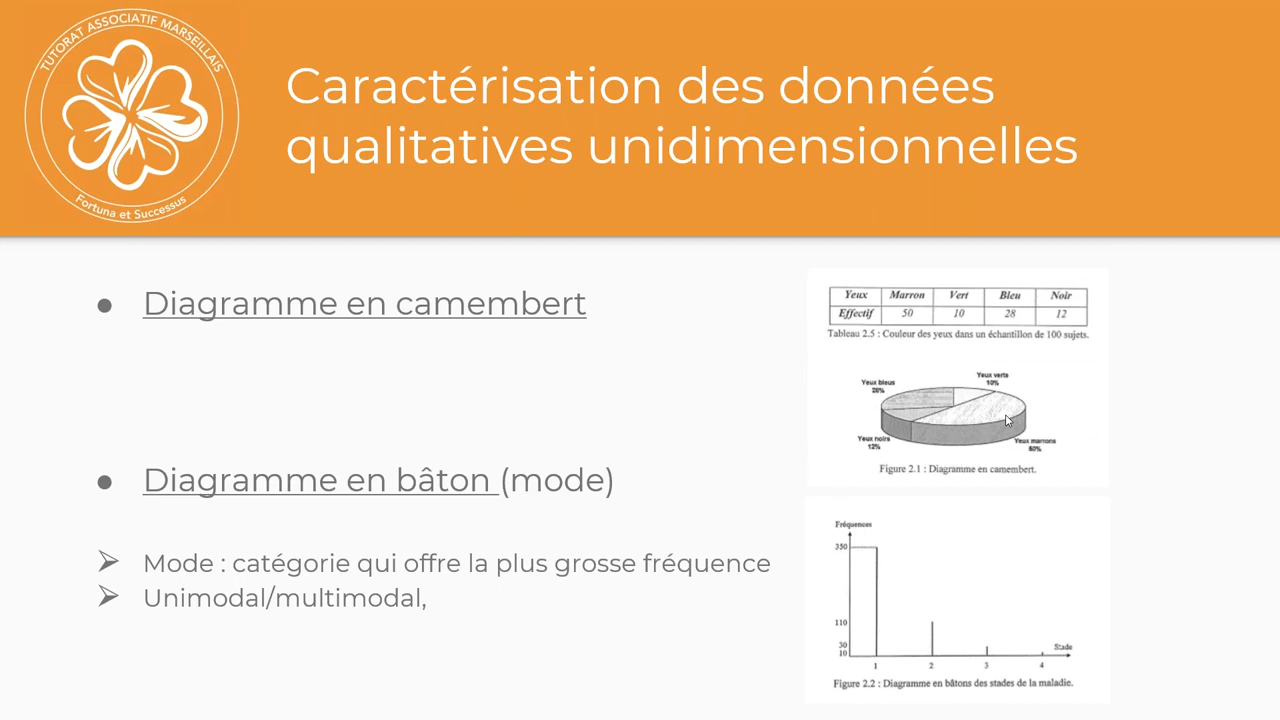 TUTORAT ASSOCIATIF MARSEILLAIS
Fortuna et Successus
Caractérisation des données
qualitatives unidimensionnelles
● Diagramme en camembert
● Diagramme en bâton (mode)
➢ Mode : catégorie qui offre la plus grosse fréquence
➢ Unimodal/multimodal,
Yeux Marron Vert Bleu Noir
Effectif 50 10 28 12
Tableau 2.5 : Couleur des yeux dans un échantillon de 100 sujets.
Yeux verts
10%
Yeux bleus
28%
Yeux noirs
12%
Yeux marrons
50%
Figure 2.1 : Diagramme en camembert.
Fréquences
350
110
30
10
Stade
1 2 3 4
Figure 2.2 : Diagramme en bâtons des stades de la maladie.